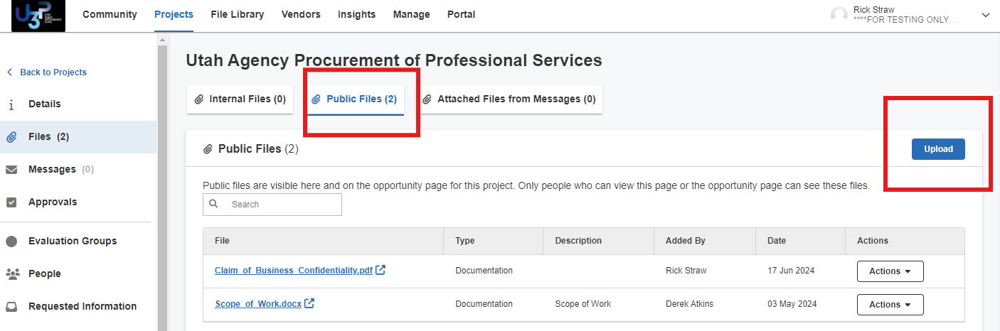 U3P UTAH PUBLIC PROCUREMENT PLACE
Community Projects File Library Vendors Insights Manage Portal
Rick Straw
****FOR TESTING ONLY...
Utah Agency Procurement of Professional Services
Back to Projects
Internal Files (0) Public Files (2) Attached Files from Messages (0)
Details
Files (2)
Public Files (2) Upload
Messages (0)
Public files are visible here and on the opportunity page for this project. Only people who can view this page or the opportunity page can see these files.
Search
Approvals
Evaluation Groups
File Type Description Added By Date Actions
People
Claim_of_Business_Confidentiality.pdf Documentation Rick Straw 17 Jun 2024 Actions
Requested Information
Scope_of_Work.docx Documentation Scope of Work Derek Atkins 03 May 2024 Actions